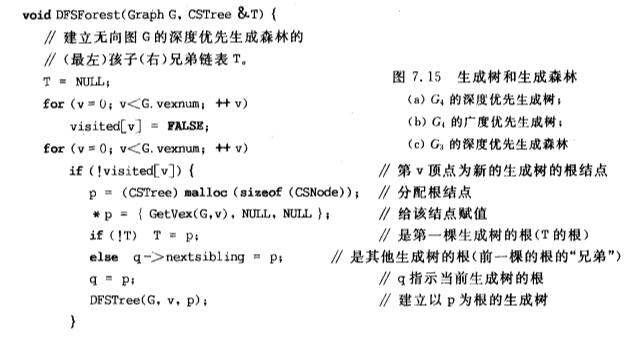 void DFSForest(Graph G, CSTree &T) {
// 建立无向图 G 的深度优先生成森林的
// (最左)孩子(右)兄弟链表 T。
T = NULL;
for (v = 0; v<G.vexnum; ++v)
visited[v] = FALSE;
for (v = 0; v<G.vexnum; ++v)
if (!visited[v]) { // 第 v 顶点为新的生成树的根结点
p = (CSTree) malloc (sizeof (CSNode)); // 分配根结点
*p = { GetVex(G,v), NULL, NULL }; // 给该结点赋值
if (!T) T = p; // 是第一棵生成树的根(T 的根)
else q->nextsibling = p; // 是其他生成树的根(前一棵的根的“兄弟”)
q = p; // q 指示当前生成树的根
DFSTree(G, v, p); // 建立以 p 为根的生成树
}
图 7.15 生成树和生成森林
(a) G₄ 的深度优先生成树;
(b) G₄ 的广度优先生成树;
(c) G₃ 的深度优先生成森林